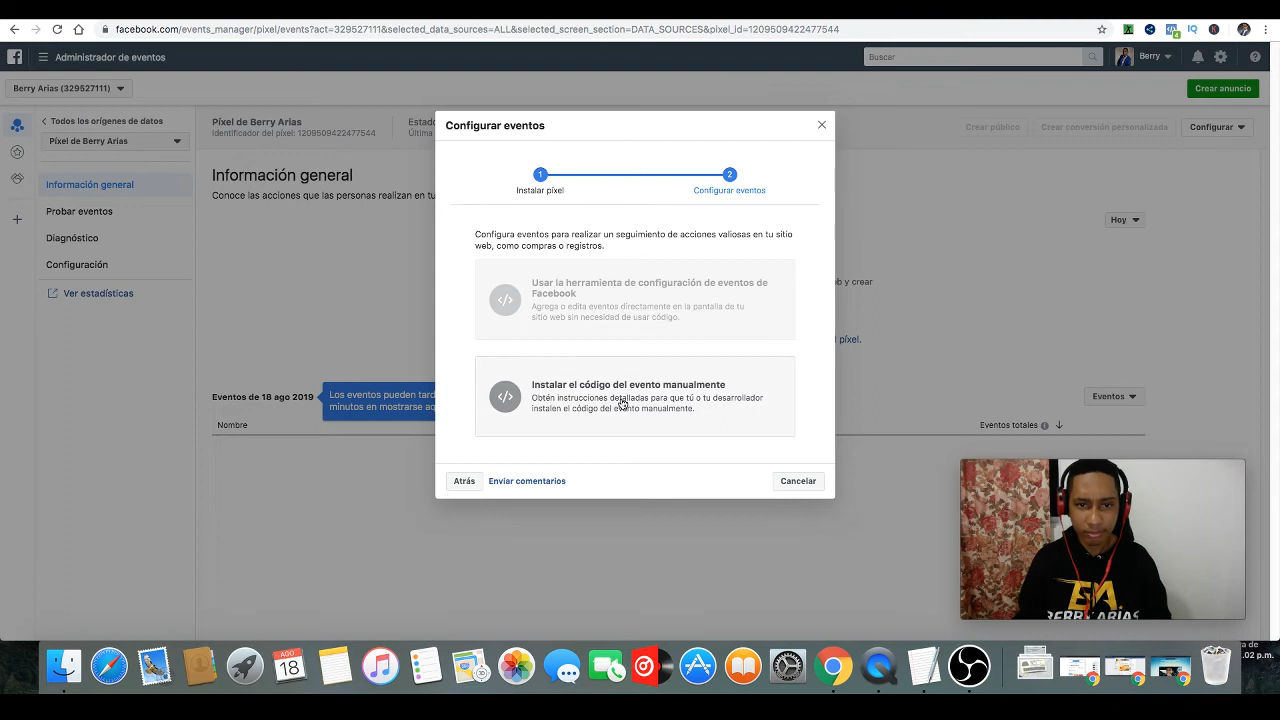 facebook.com/events_manager/pixel/events?act=329527111&selected_data_sources=ALL&selected_screen_section=DATA_SOURCES&pixel_id=1209509422477544
Administrador de eventos
Buscar
Berry
Berry Arias (329527111)
Crear anuncio
Todos los orígenes de datos
Píxel de Berry Arias
Información general
Probar eventos
Diagnóstico
Configuración
Ver estadísticas
Píxel de Berry Arias
Identificador del píxel: 1209509422477544
Estado
Última
Crear público
Crear conversión personalizada
Configurar
Información general
Conoce las acciones que las personas realizan en tu
Hoy
b y crear
l píxel.
Eventos de 18 ago 2019
Los eventos pueden tard
minutos en mostrarse aq
Eventos
Nombre
Eventos totales
Configurar eventos
1
2
Instalar píxel
Configurar eventos
Configura eventos para realizar un seguimiento de acciones valiosas en tu sitio
web, como compras o registros.
Usar la herramienta de configuración de eventos de
Facebook
Agrega o edita eventos directamente en la pantalla de tu
sitio web sin necesidad de usar código.
Instalar el código del evento manualmente
Obtén instrucciones detalladas para que tú o tu desarrollador
instalen el código del evento manualmente.
Atrás
Enviar comentarios
Cancelar
BERRY ARIAS
AGO
18
a de
.02 p.m.